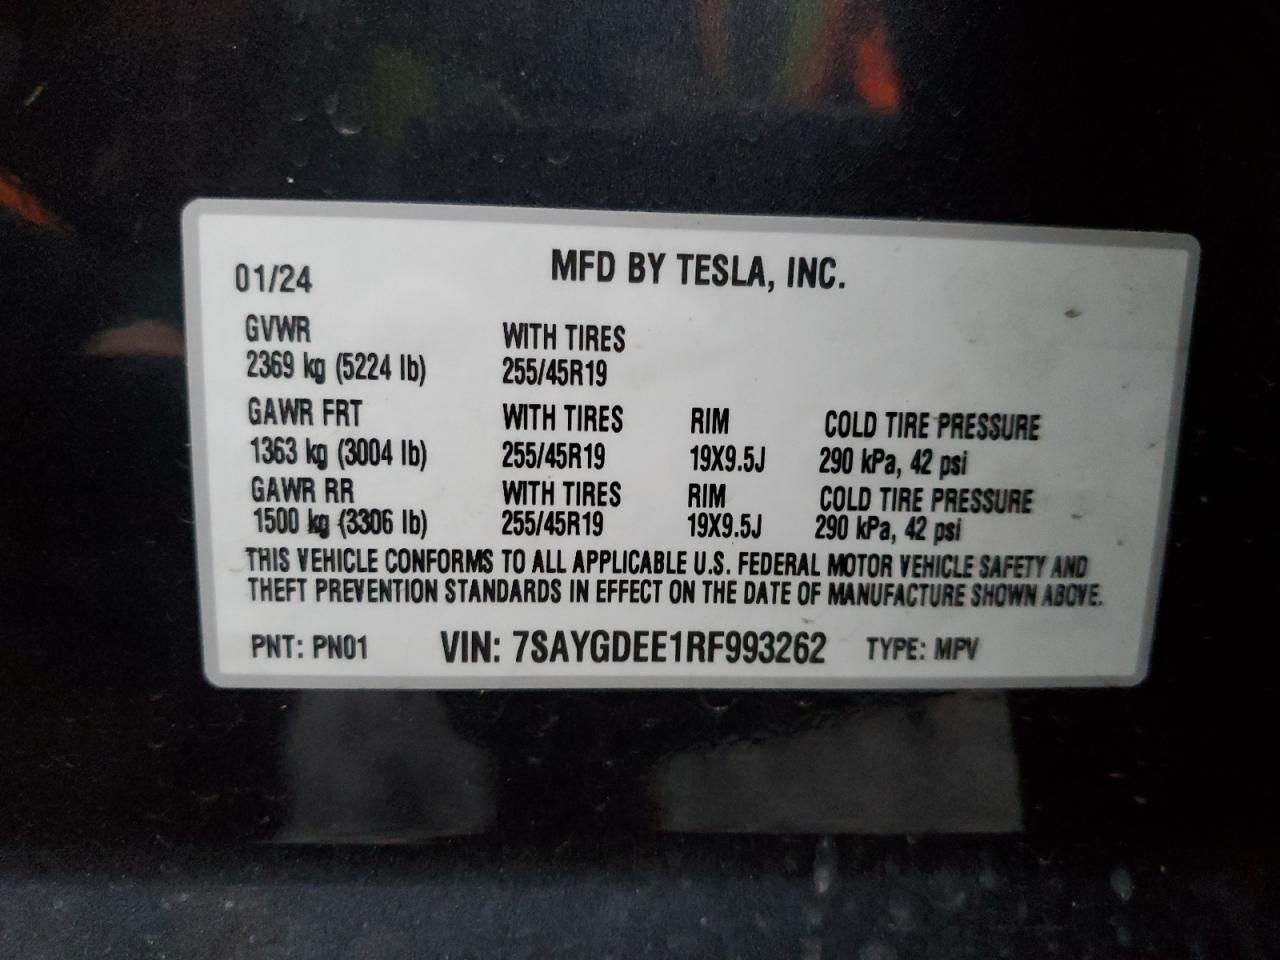 MFD BY TESLA, INC.
01/24
GVWR WITH TIRES
2369 kg (5224 lb) 255/45R19
GAWR FRT WITH TIRES RIM COLD TIRE PRESSURE
1363 kg (3004 lb) 255/45R19 19X9.5J 290 kPa, 42 psi
GAWR RR WITH TIRES RIM COLD TIRE PRESSURE
1500 kg (3306 lb) 255/45R19 19X9.5J 290 kPa, 42 psi
THIS VEHICLE CONFORMS TO ALL APPLICABLE U.S. FEDERAL MOTOR VEHICLE SAFETY AND
THEFT PREVENTION STANDARDS IN EFFECT ON THE DATE OF MANUFACTURE SHOWN ABOVE.
PNT: PN01 VIN: 7SAYGDEE1RF993262 TYPE: MPV